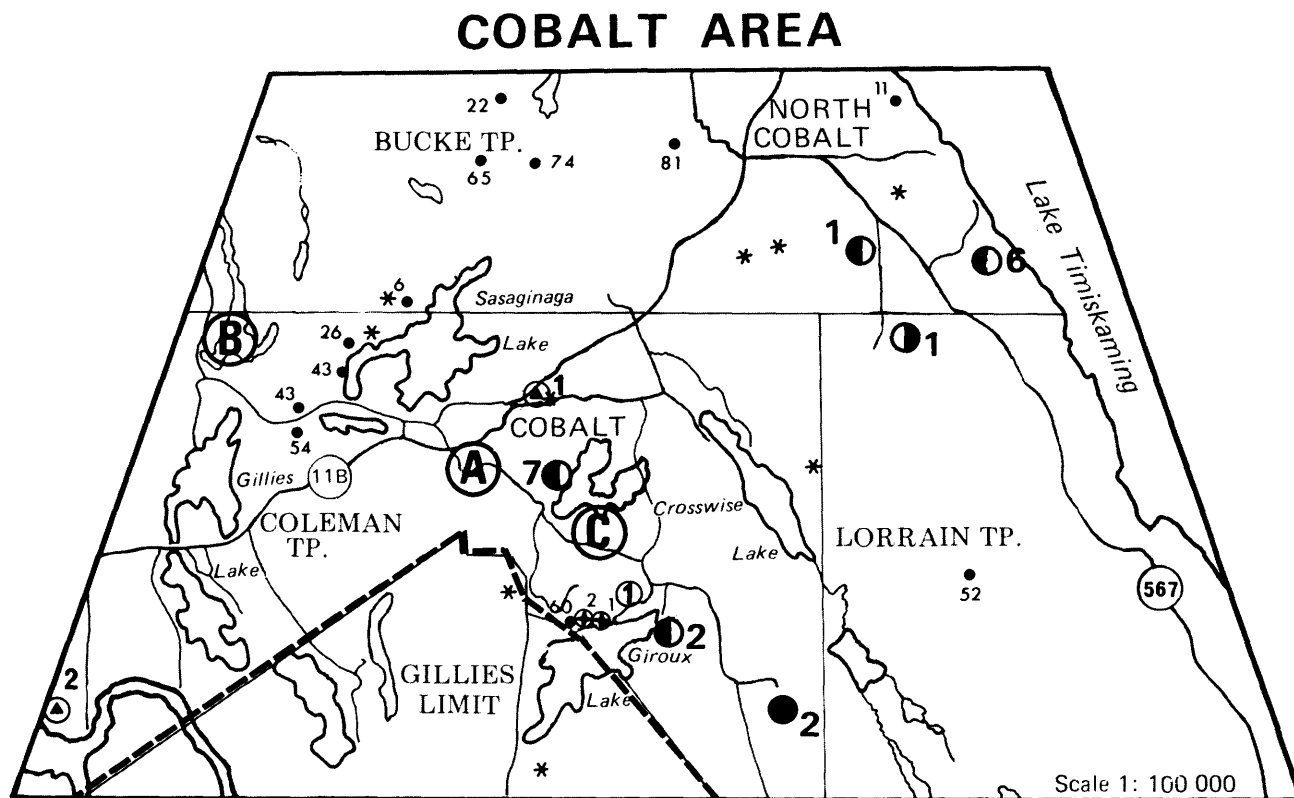 COBALT AREA
22
11
NORTH
COBALT
BUCKE TP.
65
74
81
Lake Timiskaming
1
6
6
Sasaginaga
B
26
Lake
1
43
1
43
COBALT
54
A
7
Gillies
11B
Crosswise
COLEMAN
TP.
C
Lake
LORRAIN TP.
Lake
567
52
1
60
2
1
2
Giroux
GILLIES
LIMIT
Lake
2
2
Scale 1: 100 000